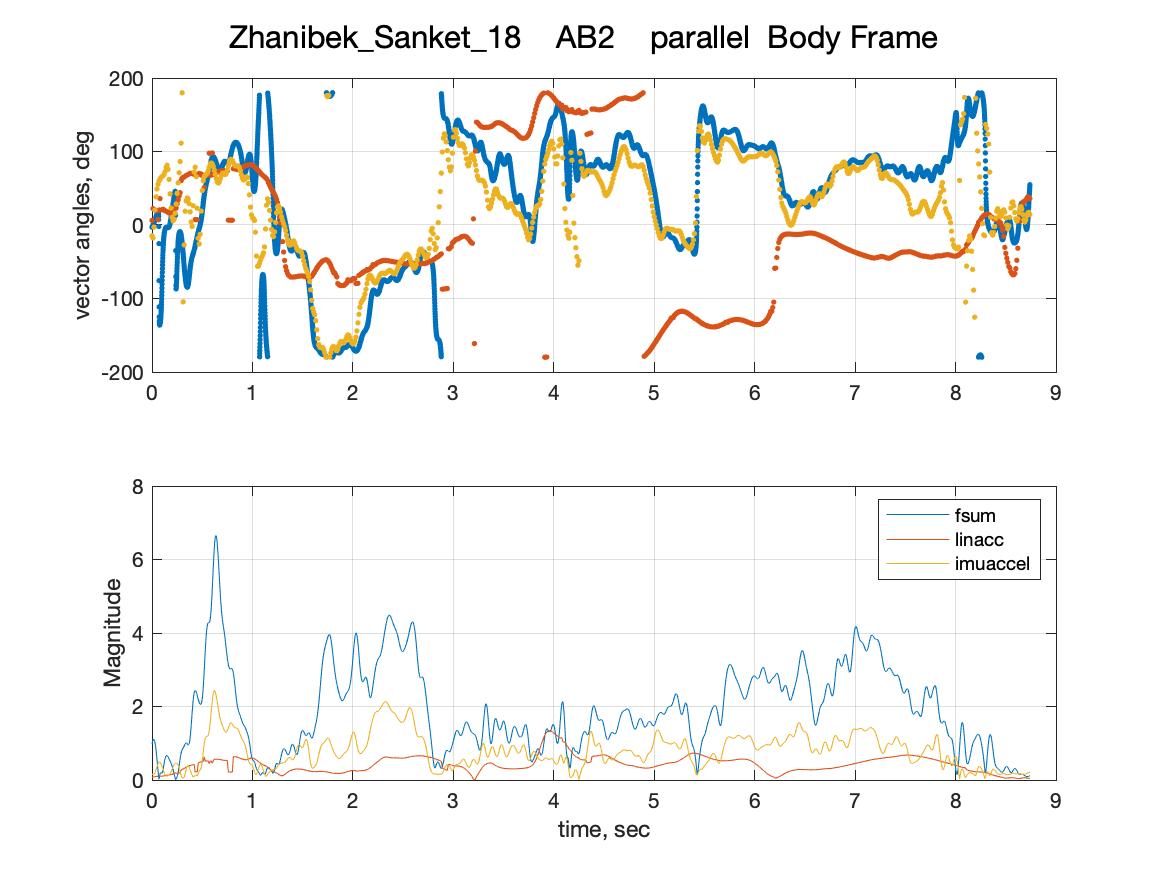 Zhanibek_Sanket_18 AB2 parallel Body Frame
200
100
0
-100
-200
vector angles, deg
0 1 2 3 4 5 6 7 8 9
8
6
4
2
0
Magnitude
fsum
linacc
imuaccel
0 1 2 3 4 5 6 7 8 9
time, sec